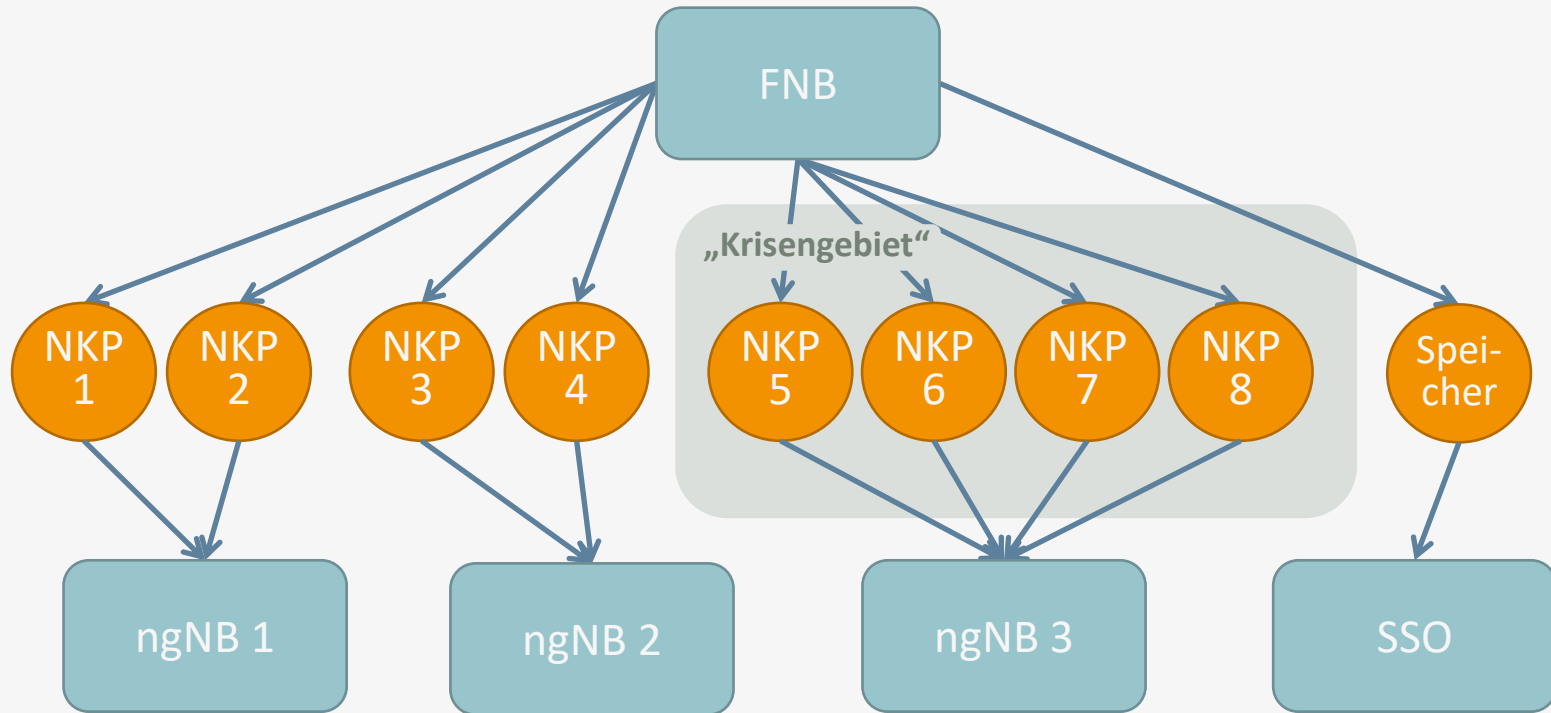 FNB
„Krisengebiet“
NKP
1
NKP
2
NKP
3
NKP
4
NKP
5
NKP
6
NKP
7
NKP
8
Spei-
cher
ngNB 1
ngNB 2
ngNB 3
SSO